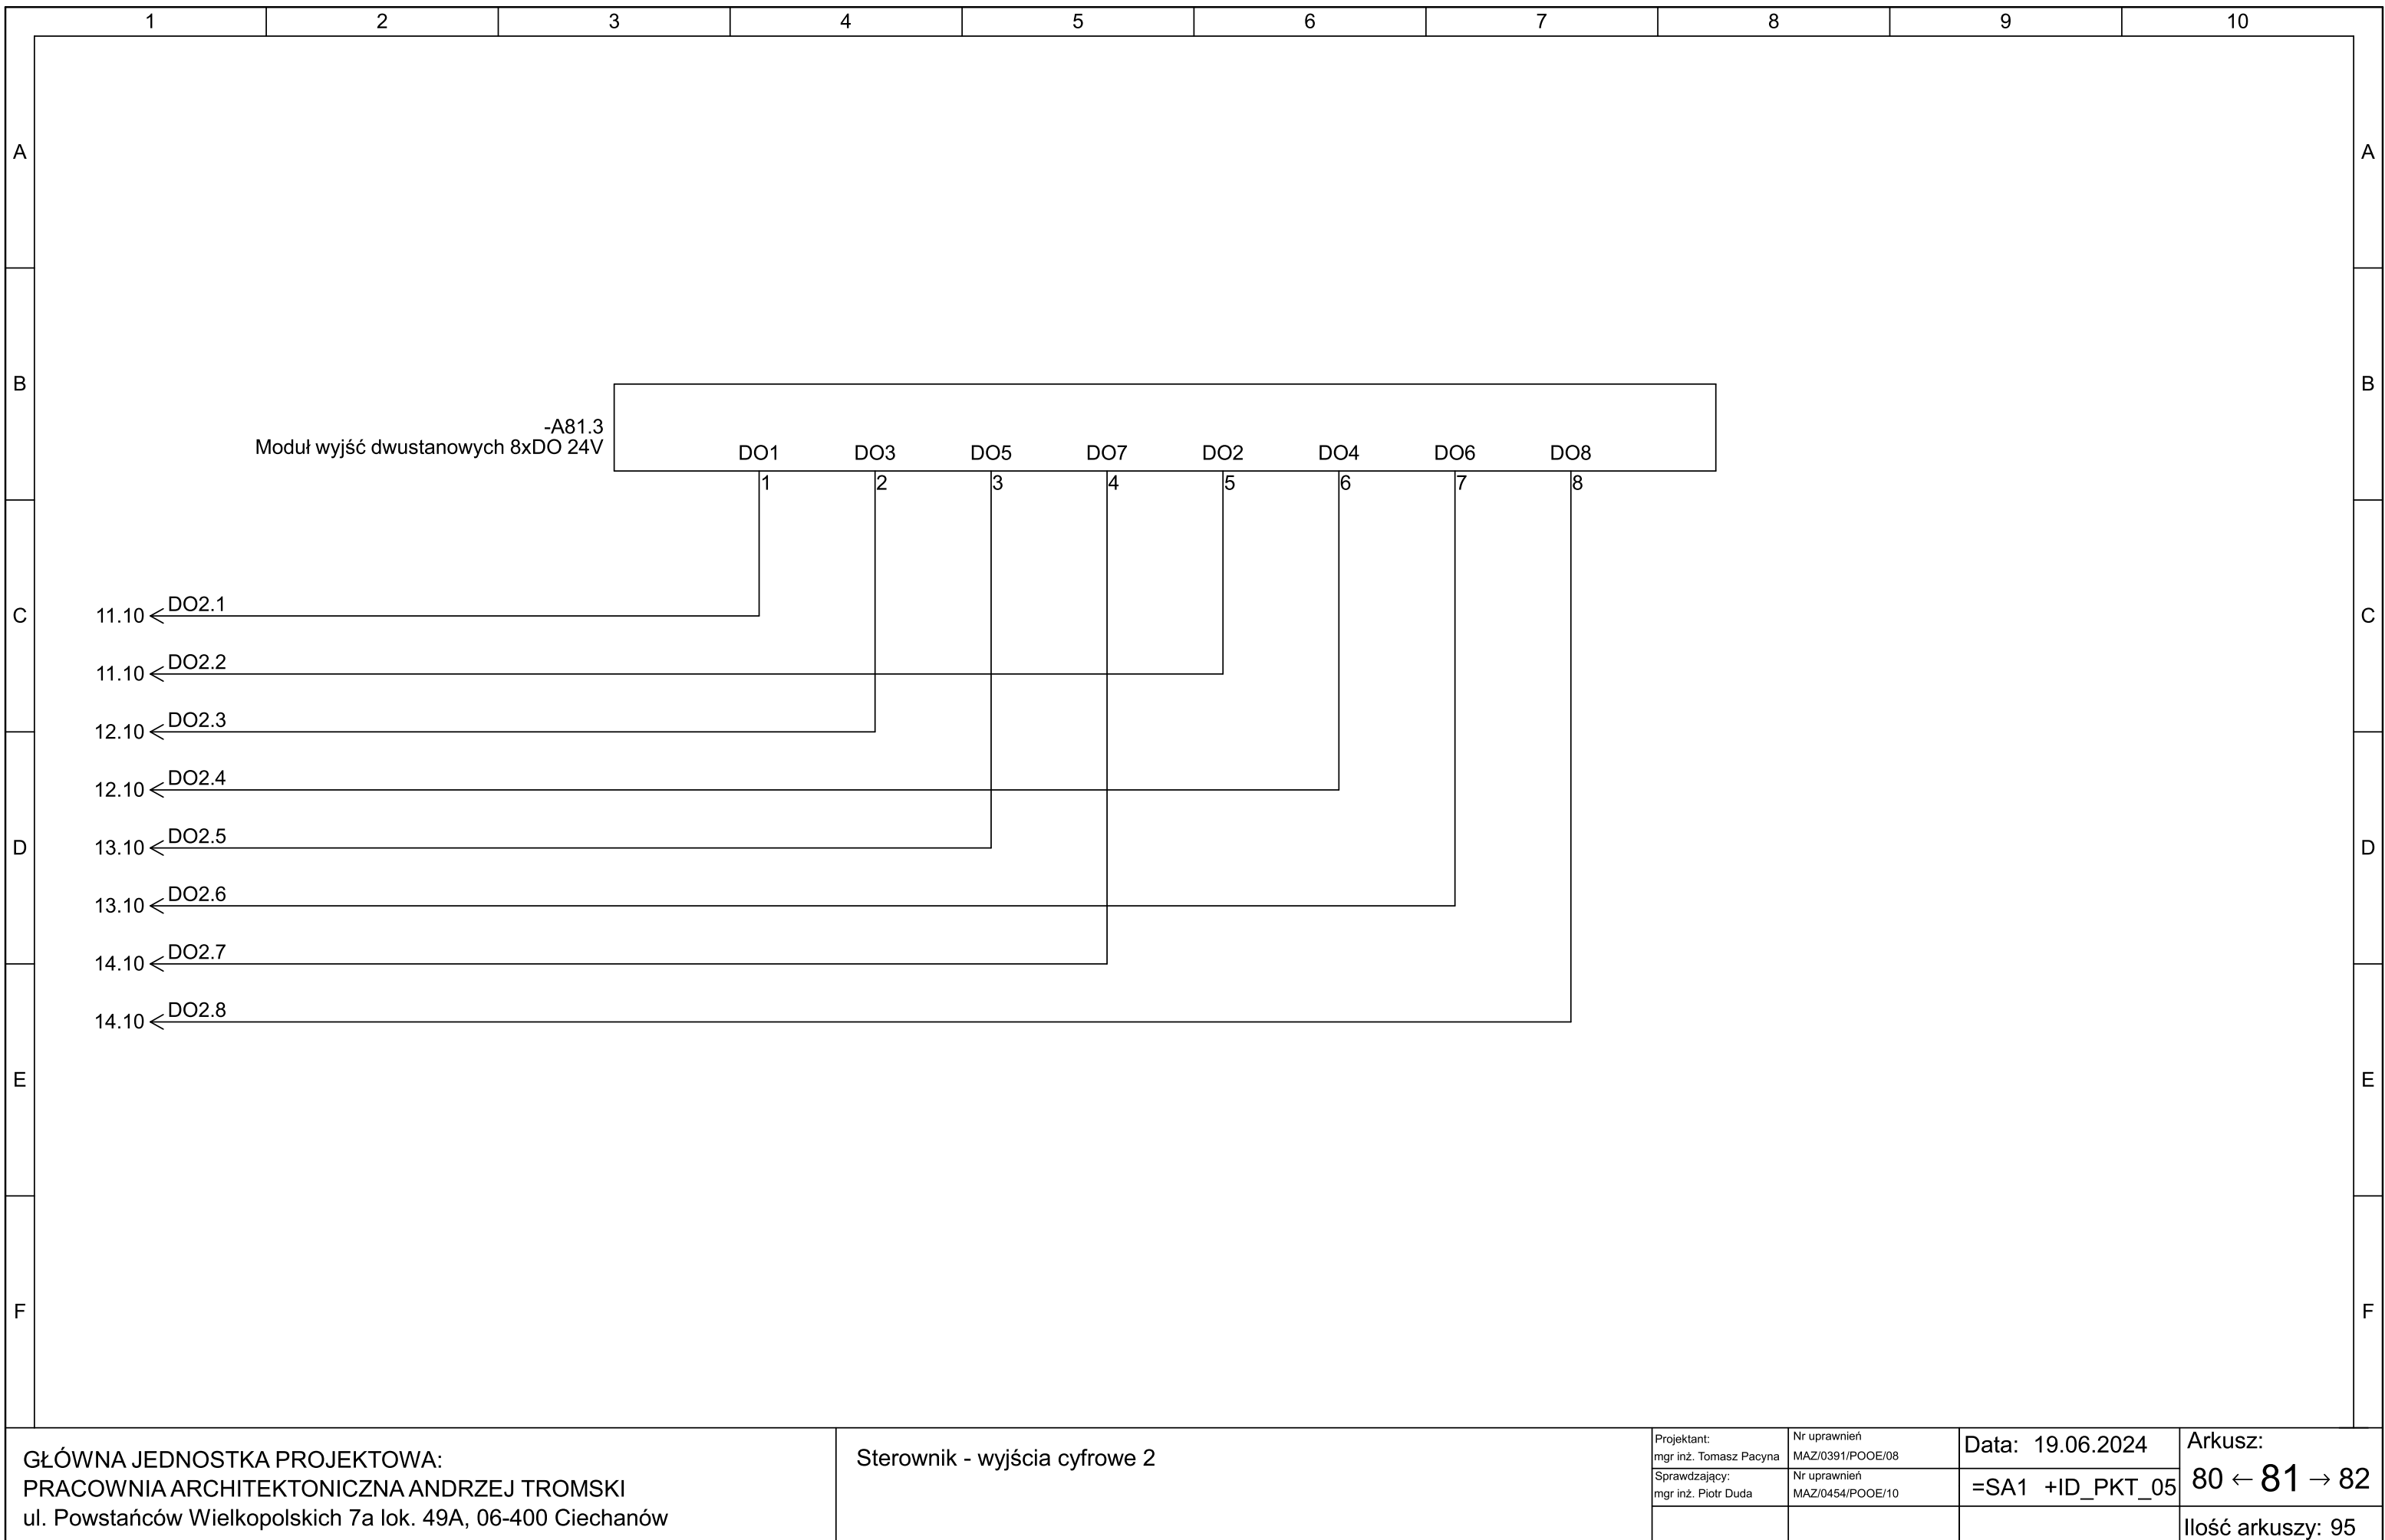 1 2 3 4 5 6 7 8 9 10
A A
B B
-A81.3
Moduł wyjść dwustanowych 8xDO 24V
DO1 DO3 DO5 DO7 DO2 DO4 DO6 DO8
1 2 3 4 5 6 7 8
C C
11.10 DO2.1
11.10 DO2.2
12.10 DO2.3
12.10 DO2.4
D D
13.10 DO2.5
13.10 DO2.6
14.10 DO2.7
14.10 DO2.8
E E
F F
GŁÓWNA JEDNOSTKA PROJEKTOWA:
PRACOWNIA ARCHITEKTONICZNA ANDRZEJ TROMSKI
ul. Powstańców Wielkopolskich 7a lok. 49A, 06-400 Ciechanów
Sterownik - wyjścia cyfrowe 2
Projektant:
mgr inż. Tomasz Pacyna
Nr uprawnień
MAZ/0391/POOE/08
Sprawdzający:
mgr inż. Piotr Duda
Nr uprawnień
MAZ/0454/POOE/10
Data: 19.06.2024
=SA1 +ID_PKT_05
Arkusz:
80 ← 81 → 82
Ilość arkuszy: 95